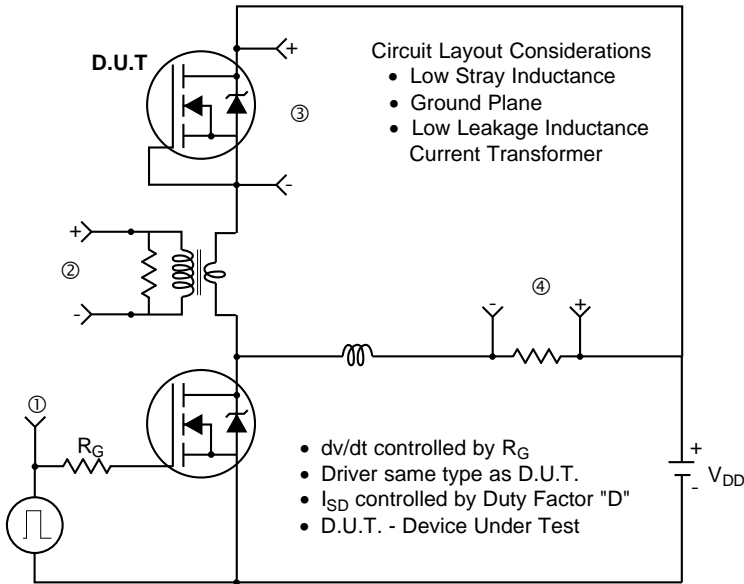 D.U.T
+
③
-
Circuit Layout Considerations
• Low Stray Inductance
• Ground Plane
• Low Leakage Inductance
Current Transformer
+
②
-
④
-
+
①
R_G
• dv/dt controlled by R_G
• Driver same type as D.U.T.
• I_SD controlled by Duty Factor "D"
• D.U.T. - Device Under Test
+
V_DD
-